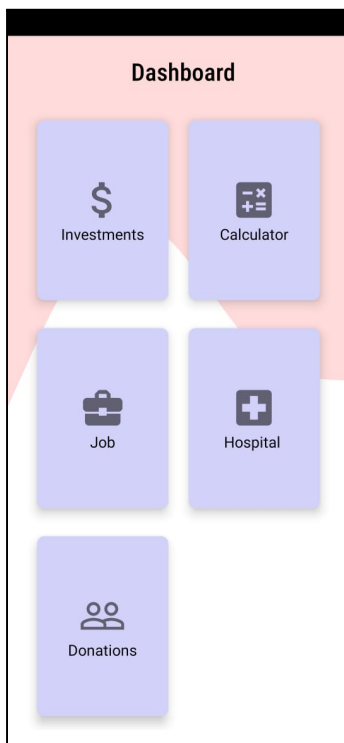 Dashboard
Investments
Calculator
Job
Hospital
Donations